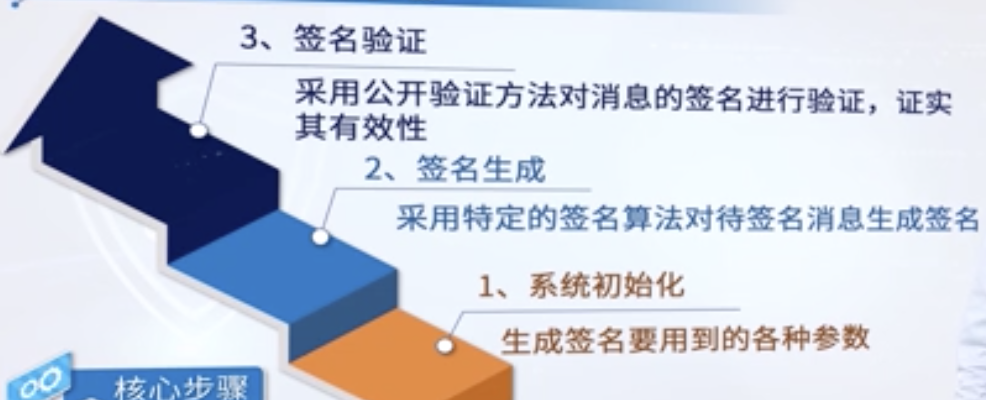 3、签名验证
采用公开验证方法对消息的签名进行验证，证实
其有效性
2、签名生成
采用特定的签名算法对待签名消息生成签名
1、系统初始化
生成签名要用到的各种参数
核心步骤